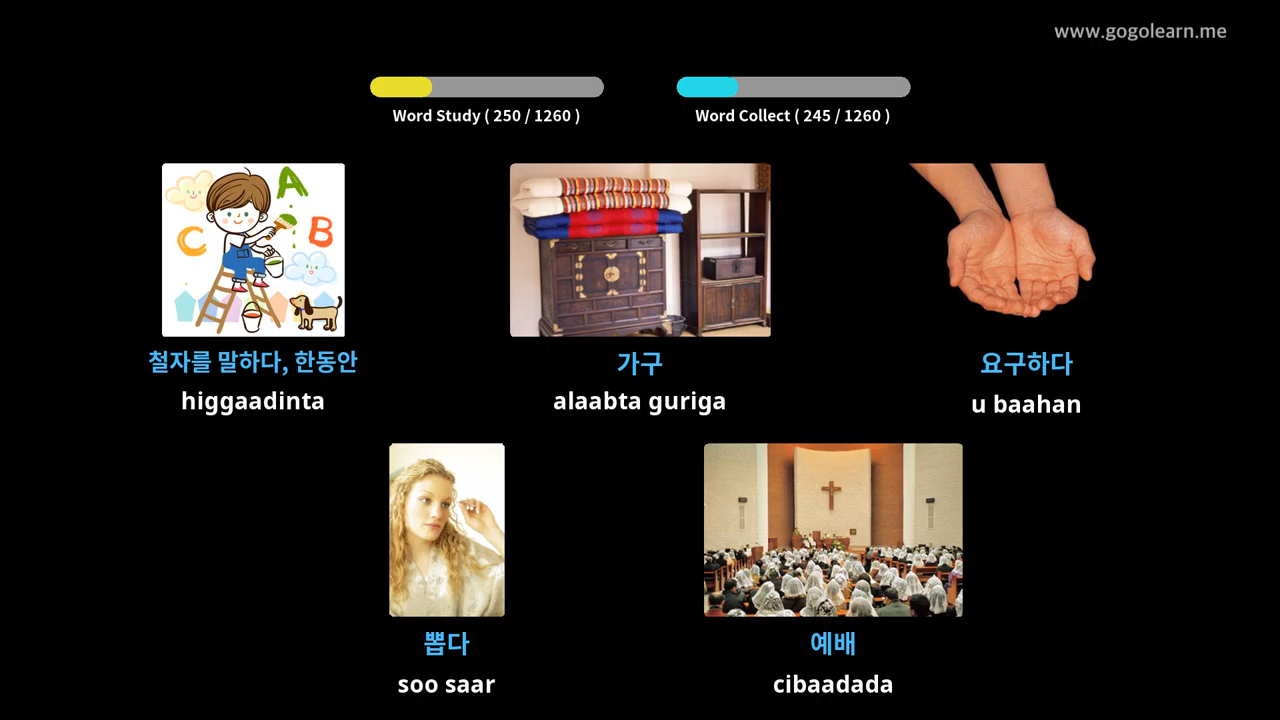 www.gogolearn.me
Word Study ( 250 / 1260 )
Word Collect ( 245 / 1260 )
A
B
C
철자를 말하다, 한동안
higgaadinta
가구
alaabta guriga
요구하다
u baahan
뽑다
soo saar
예배
cibaadada